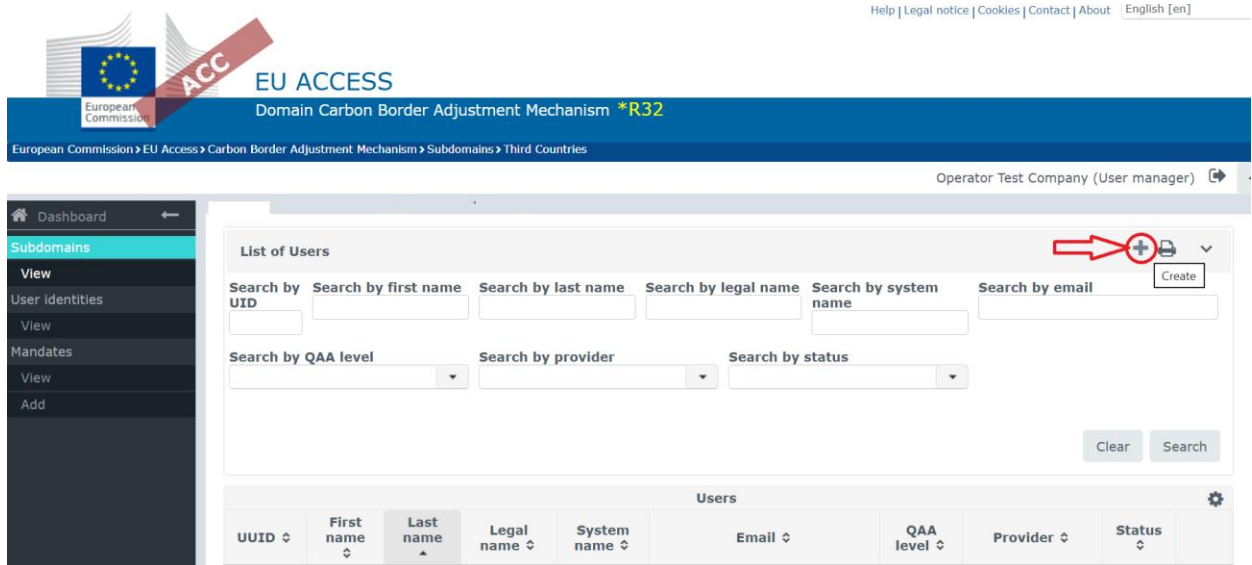 Help | Legal notice | Cookies | Contact | About English [en]
ACC
EU ACCESS
European
Commission
Domain Carbon Border Adjustment Mechanism *R32
European Commission > EU Access > Carbon Border Adjustment Mechanism > Subdomains > Third Countries
Operator Test Company (User manager)
Dashboard
Subdomains
View
User identities
View
Mandates
View
Add
List of Users
Create
Search by UID
Search by first name
Search by last name
Search by legal name
Search by system name
Search by email
Search by QAA level
Search by provider
Search by status
Clear Search
Users
UUID First name Last name Legal name System name Email QAA level Provider Status